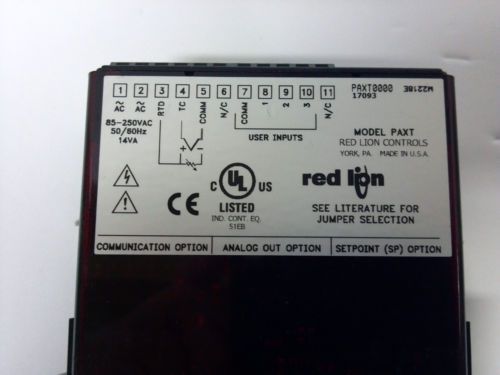 1 2 3 4 5 6 7 8 9 10 11
PAXT0000
17093
M2218E
AC AC RTD TC COMM N/C COMM 1 2 3 N/C
85-250VAC
50/60Hz
14VA
USER INPUTS
MODEL PAXT
RED LION CONTROLS
YORK, PA. MADE IN U.S.A.
C UL US
LISTED
IND. CONT. EQ.
51EB
CE
red lion
SEE LITERATURE FOR
JUMPER SELECTION
COMMUNICATION OPTION ANALOG OUT OPTION SETPOINT (SP) OPTION